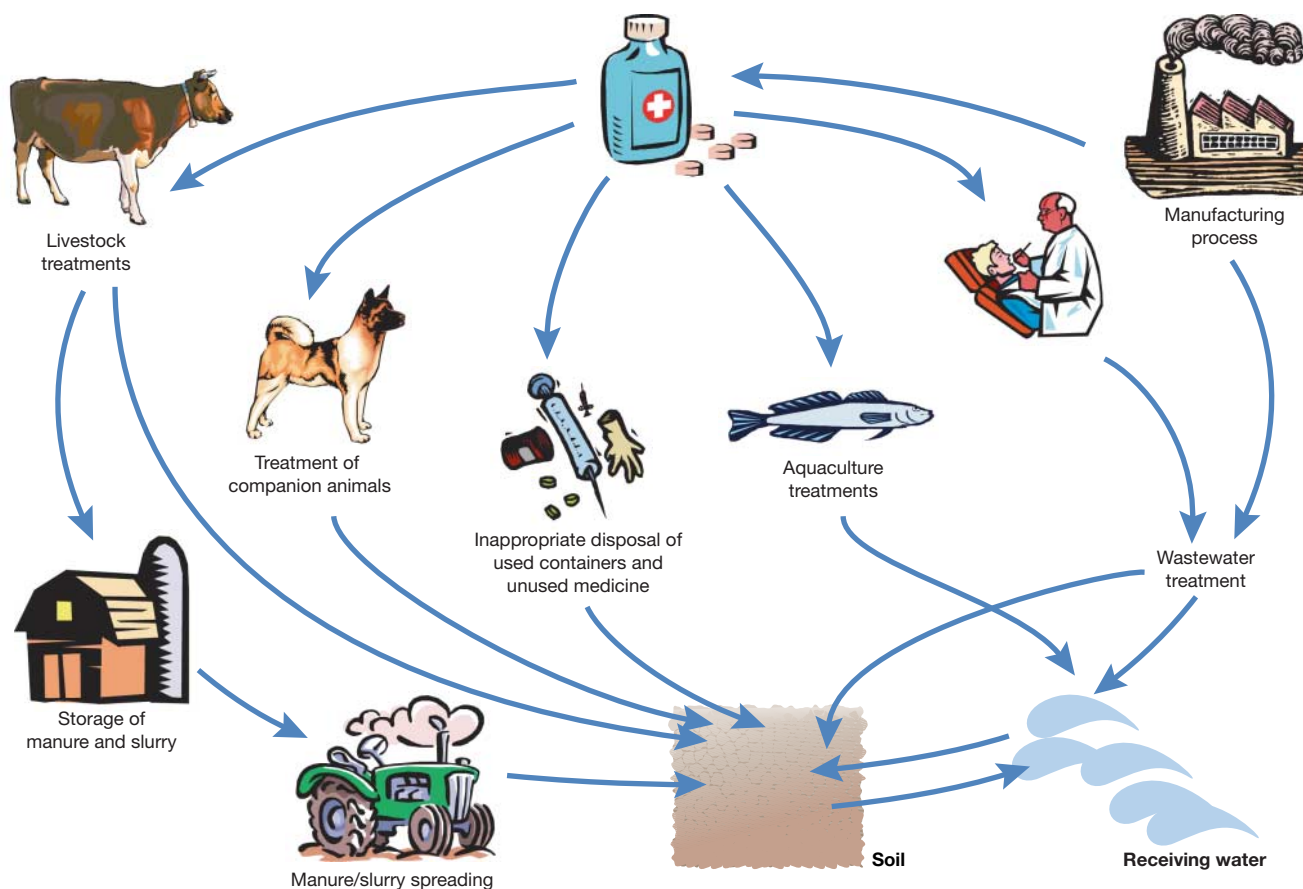 Manufacturing
process
Livestock
treatments
Treatment of
companion animals
Aquaculture
treatments
Inappropriate disposal of
used containers and
unused medicine
Wastewater
treatment
Storage of
manure and slurry
Soil
Receiving water
Manure/slurry spreading